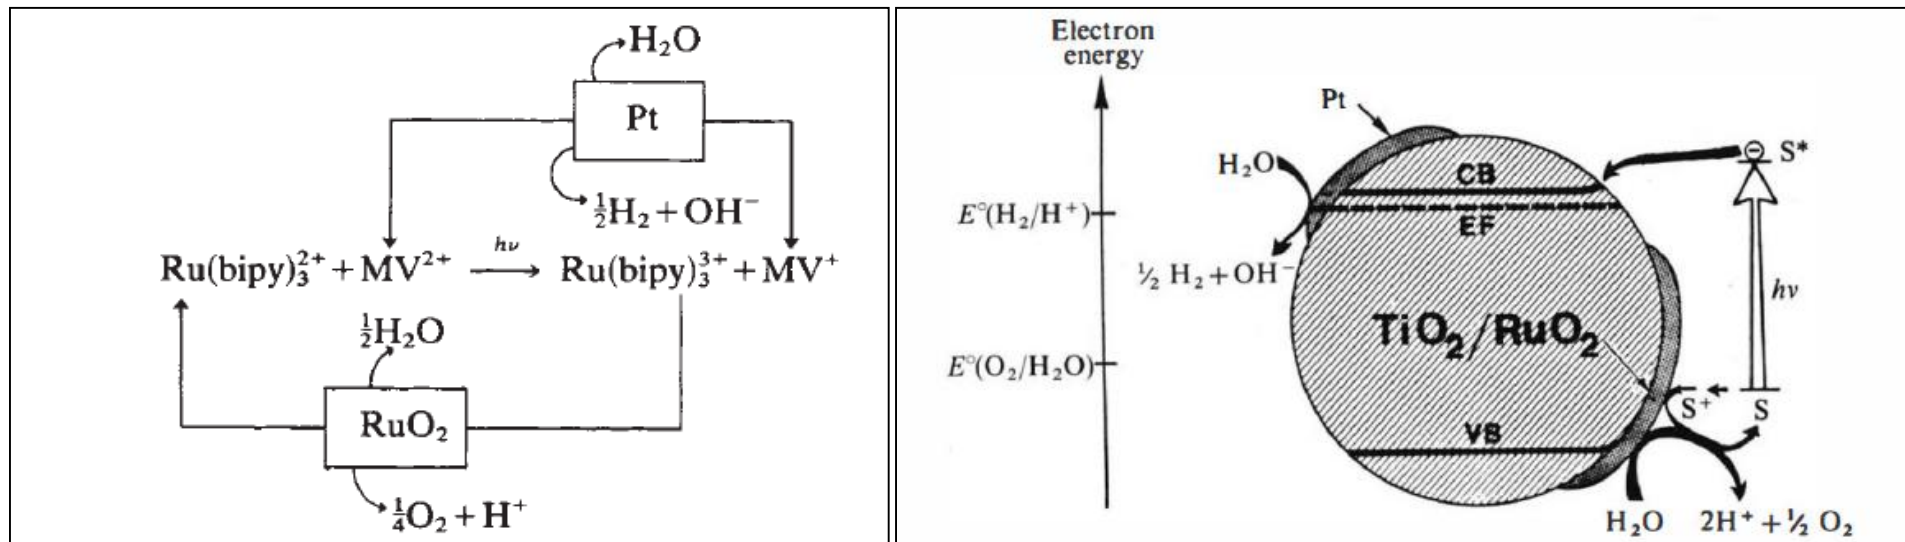 H₂O
Pt
½H₂ + OH⁻
Ru(bipy)₃²⁺ + MV²⁺ hν Ru(bipy)₃³⁺ + MV⁺
½H₂O
RuO₂
¼O₂ + H⁺
Electron
energy
Pt
S*
H₂O
CB
E°(H₂/H⁺)
EF
½ H₂ + OH⁻
hν
TiO₂/RuO₂
E°(O₂/H₂O)
S⁺
S
VB
H₂O
2H⁺ + ½ O₂